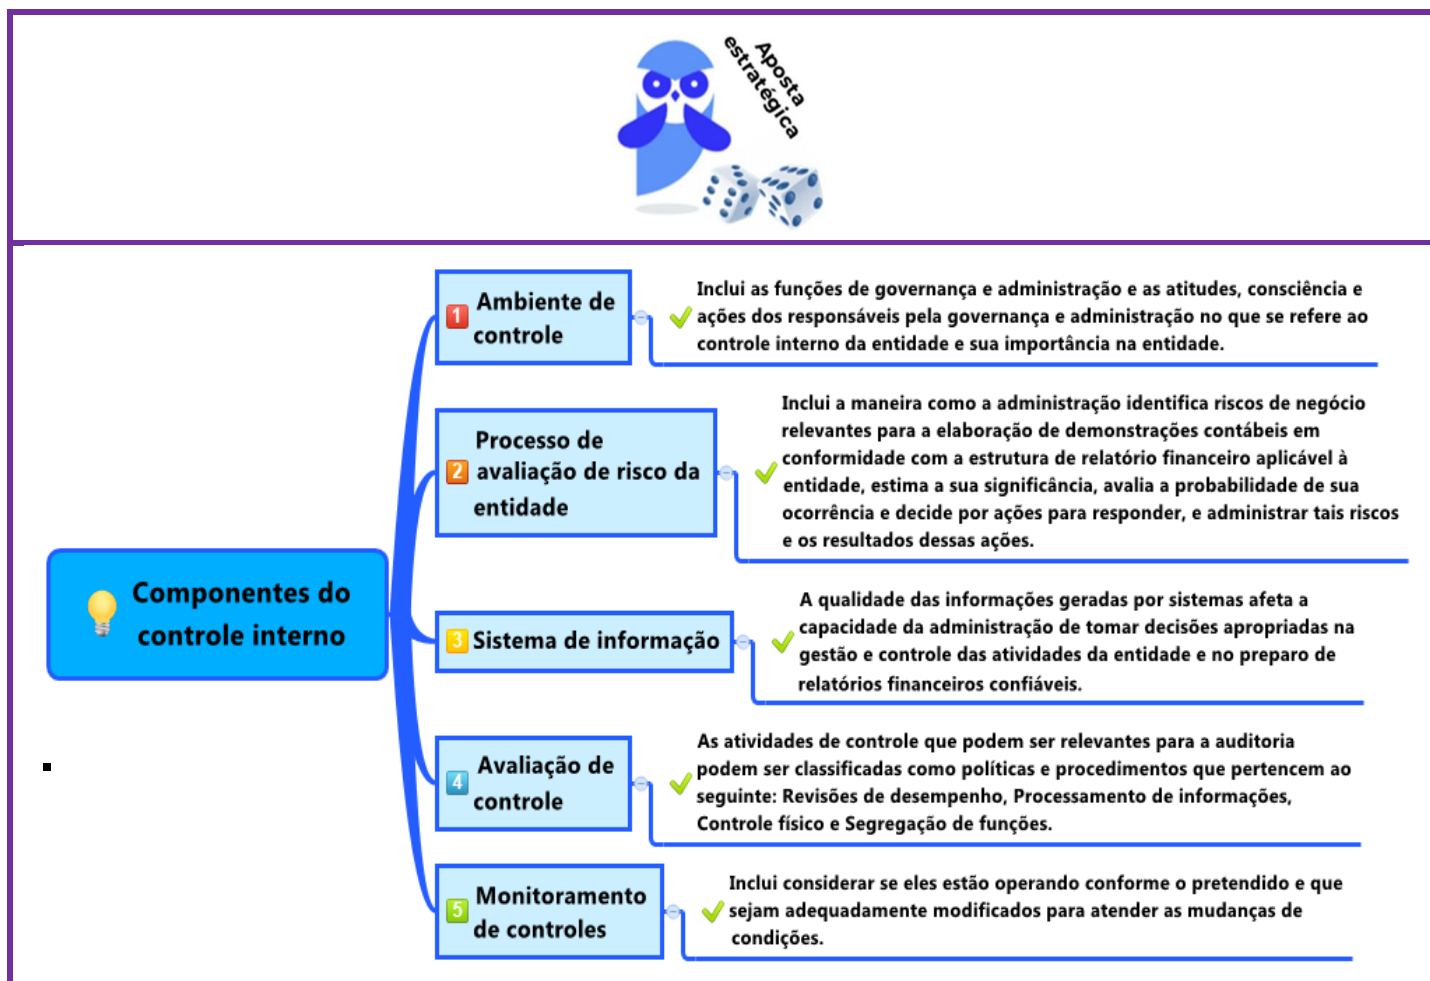 Aposta
estratégica
Componentes do
controle interno
1
Ambiente de
controle
Inclui as funções de governança e administração e as atitudes, consciência e
ações dos responsáveis pela governança e administração no que se refere ao
controle interno da entidade e sua importância na entidade.
2
Processo de
avaliação de risco da
entidade
Inclui a maneira como a administração identifica riscos de negócio
relevantes para a elaboração de demonstrações contábeis em
conformidade com a estrutura de relatório financeiro aplicável à
entidade, estima a sua significância, avalia a probabilidade de sua
ocorrência e decide por ações para responder, e administrar tais riscos
e os resultados dessas ações.
3
Sistema de informação
A qualidade das informações geradas por sistemas afeta a
capacidade da administração de tomar decisões apropriadas na
gestão e controle das atividades da entidade e no preparo de
relatórios financeiros confiáveis.
4
Avaliação de
controle
As atividades de controle que podem ser relevantes para a auditoria
podem ser classificadas como políticas e procedimentos que pertencem ao
seguinte: Revisões de desempenho, Processamento de informações,
Controle físico e Segregação de funções.
5
Monitoramento
de controles
Inclui considerar se eles estão operando conforme o pretendido e que
sejam adequadamente modificados para atender as mudanças de
condições.